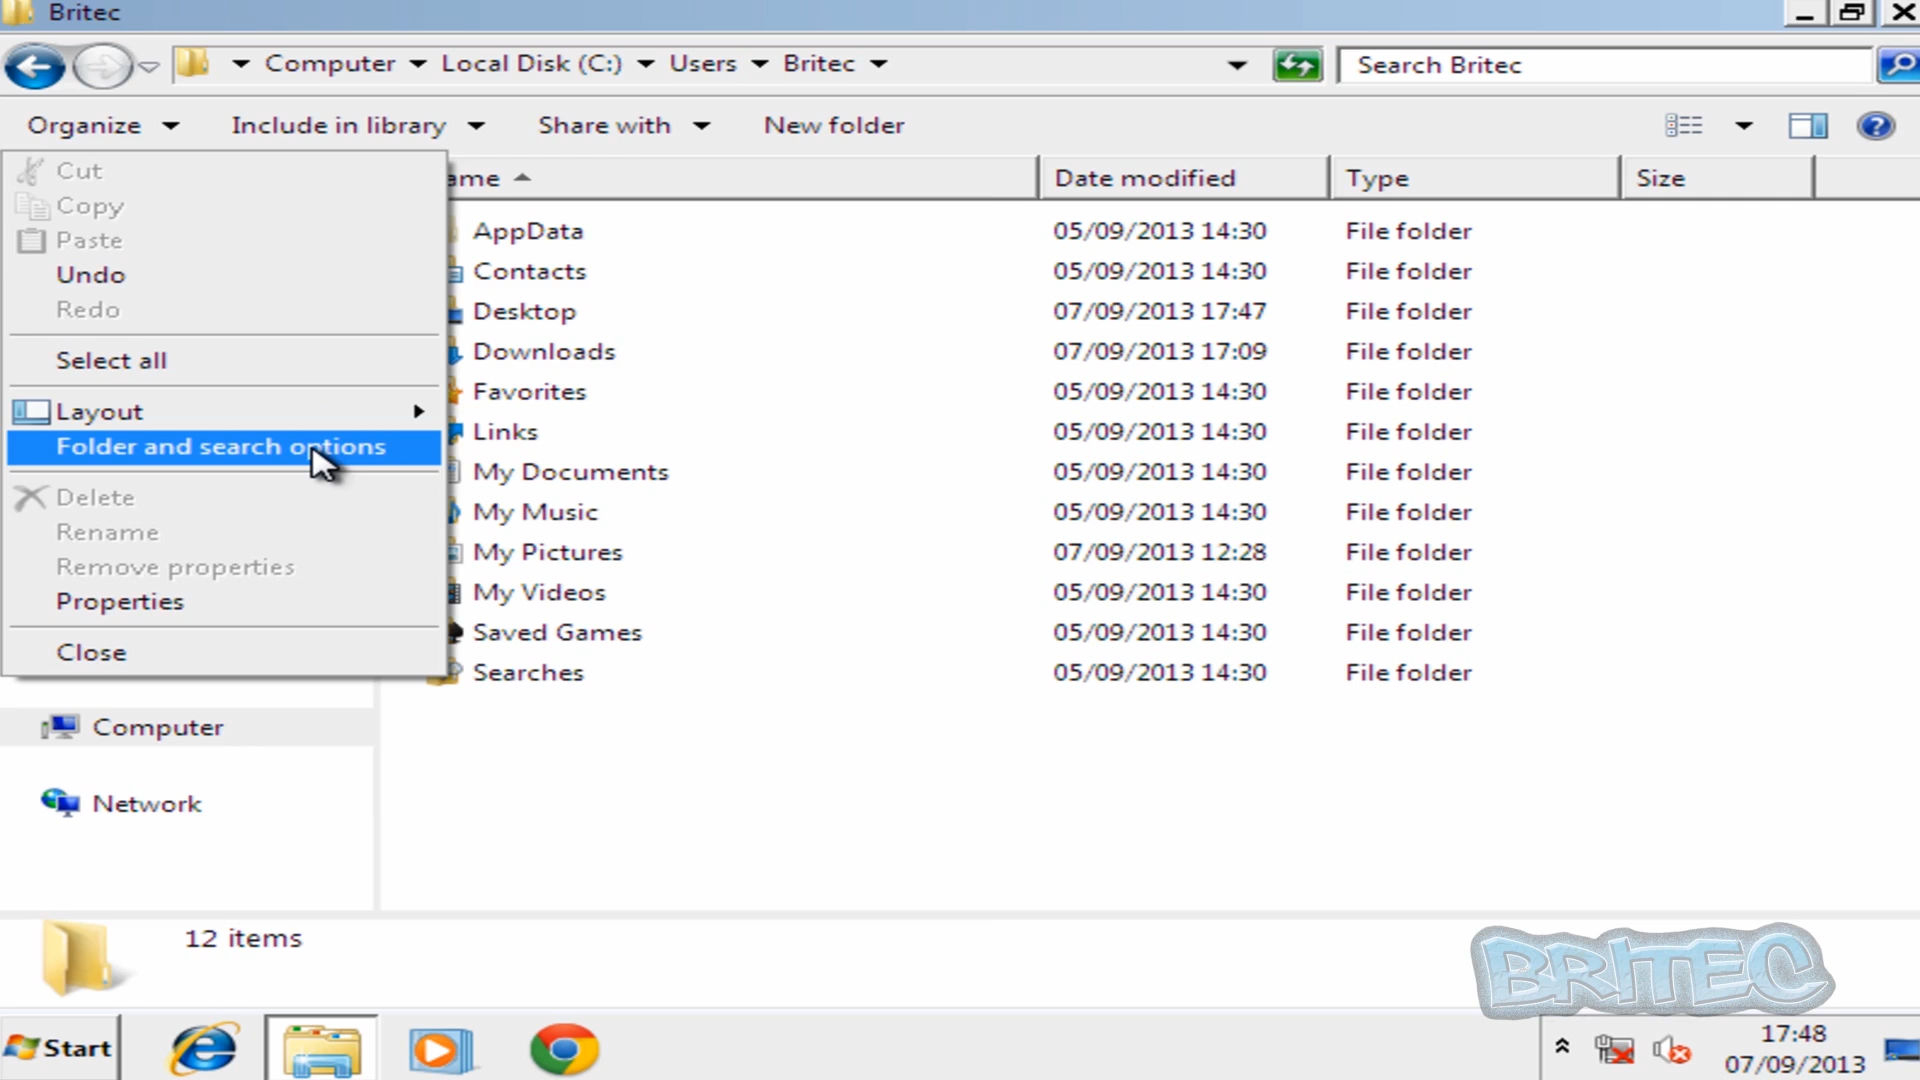 Britec
Computer Local Disk (C:) Users Britec
Search Britec
Organize Include in library Share with New folder
Cut
Copy
Paste
Undo
Redo
Select all
Layout
Folder and search options
Delete
Rename
Remove properties
Properties
Close
ame Date modified Type Size
AppData 05/09/2013 14:30 File folder
Contacts 05/09/2013 14:30 File folder
Desktop 07/09/2013 17:47 File folder
Downloads 07/09/2013 17:09 File folder
Favorites 05/09/2013 14:30 File folder
Links 05/09/2013 14:30 File folder
My Documents 05/09/2013 14:30 File folder
My Music 05/09/2013 14:30 File folder
My Pictures 07/09/2013 12:28 File folder
My Videos 05/09/2013 14:30 File folder
Saved Games 05/09/2013 14:30 File folder
Searches 05/09/2013 14:30 File folder
Computer
Network
12 items
BRITEC
Start
17:48
07/09/2013